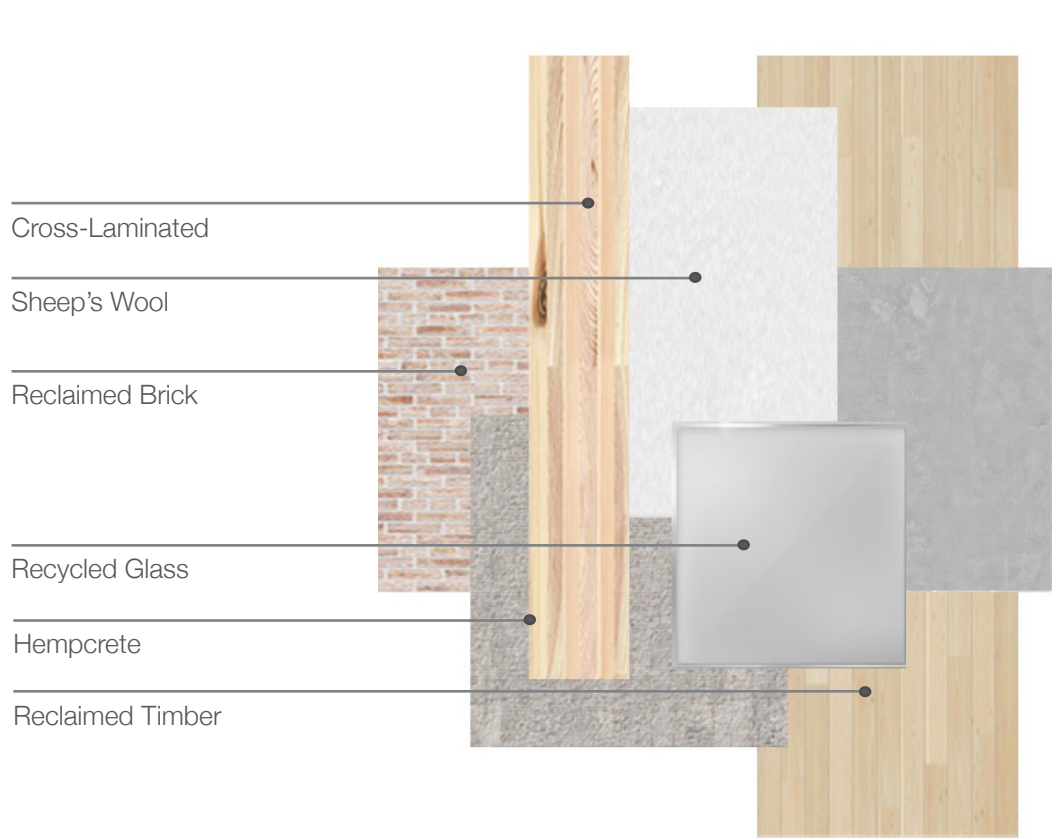 Cross-Laminated
Sheep’s Wool
Reclaimed Brick
Recycled Glass
Hempcrete
Reclaimed Timber